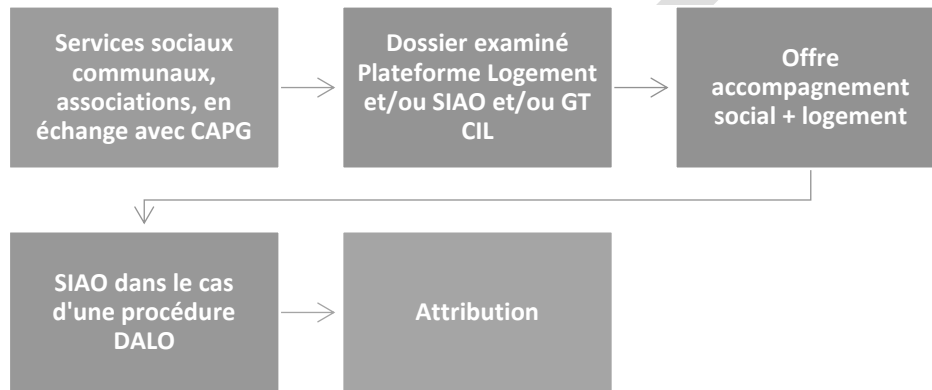 Services sociaux
communaux,
associations, en
échange avec CAPG
Dossier examiné
Plateforme Logement
et/ou SIAO et/ou GT
CIL
Offre
accompagnement
social + logement
SIAO dans le cas
d'une procédure
DALO
Attribution